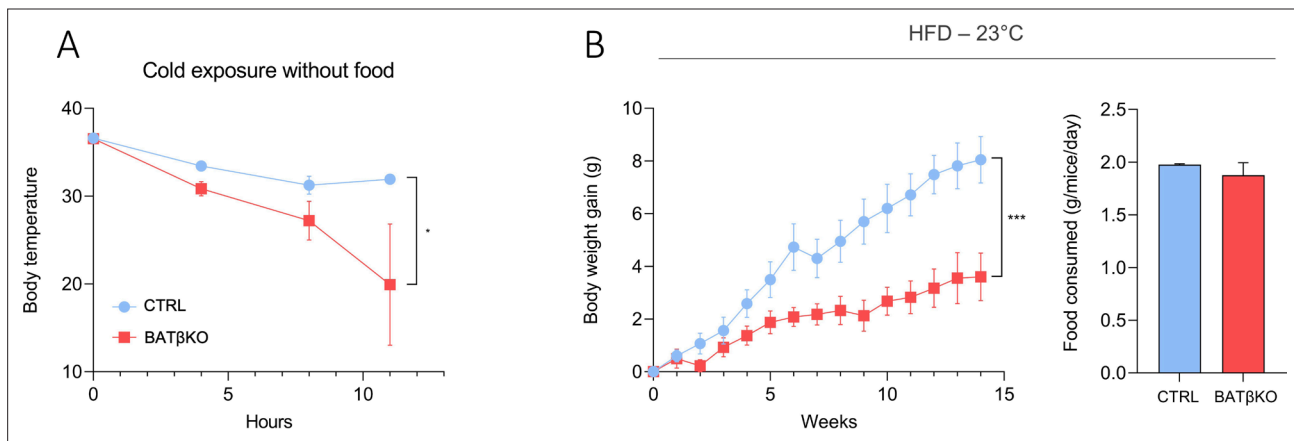 A
Cold exposure without food
Body temperature
40
30
20
10
0
5
10
Hours
CTRL
BATβKO
*
B
HFD – 23°C
Body weight gain (g)
10
8
6
4
2
0
0
5
10
15
Weeks
***
Food consumed (g/mice/day)
2.5
2.0
1.5
1.0
0.5
0.0
CTRL
BATβKO